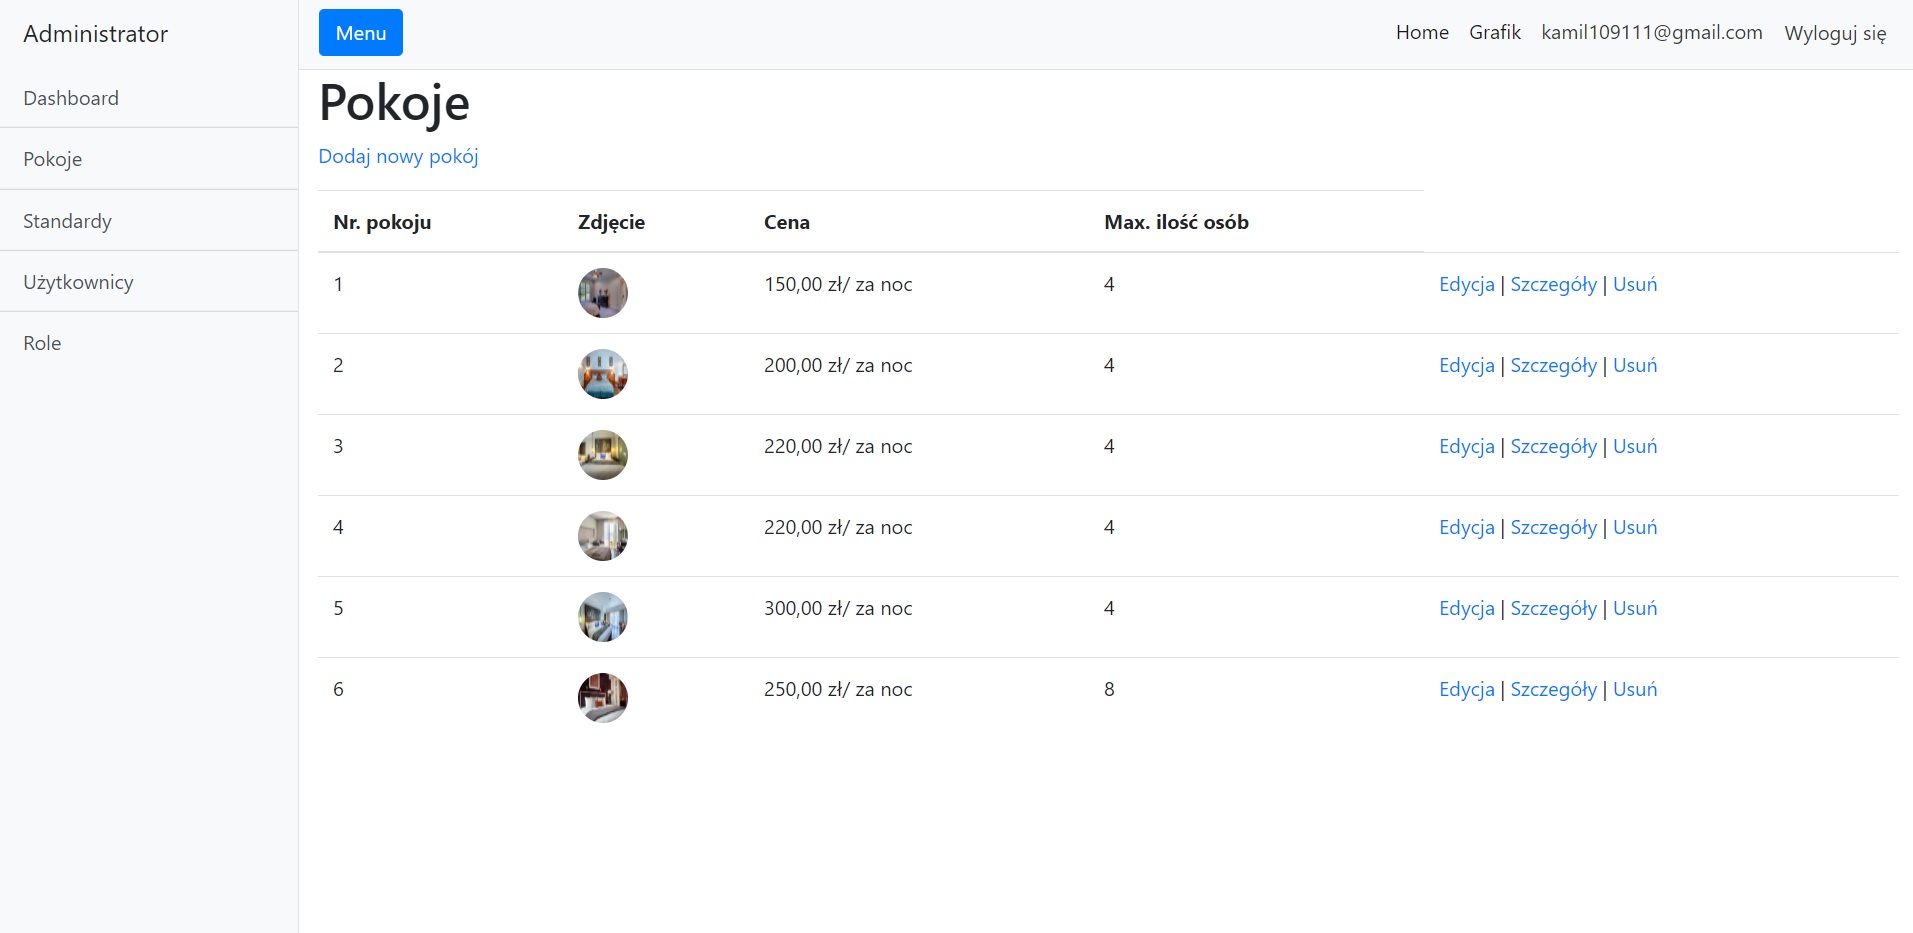 Administrator
Dashboard
Pokoje
Standardy
Użytkownicy
Role
Menu
Home Grafik kamil109111@gmail.com Wyloguj się
Pokoje
Dodaj nowy pokój
Nr. pokoju Zdjęcie Cena Max. ilość osób
1 150,00 zł/ za noc 4 Edycja | Szczegóły | Usuń
2 200,00 zł/ za noc 4 Edycja | Szczegóły | Usuń
3 220,00 zł/ za noc 4 Edycja | Szczegóły | Usuń
4 220,00 zł/ za noc 4 Edycja | Szczegóły | Usuń
5 300,00 zł/ za noc 4 Edycja | Szczegóły | Usuń
6 250,00 zł/ za noc 8 Edycja | Szczegóły | Usuń